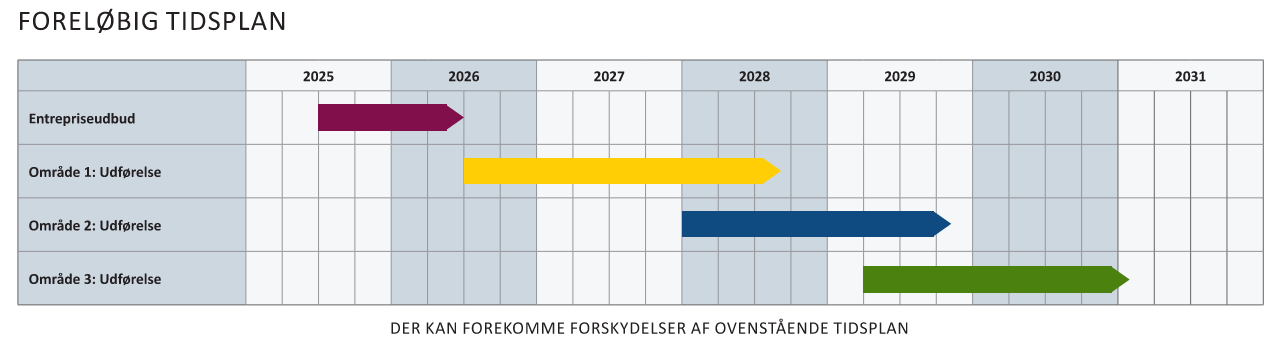 FORELØBIG TIDSPLAN
2025 2026 2027 2028 2029 2030 2031
Entrepriseudbud
Område 1: Udførelse
Område 2: Udførelse
Område 3: Udførelse
DER KAN FOREKOMME FORSKYDELSER AF OVENSTÅENDE TIDSPLAN